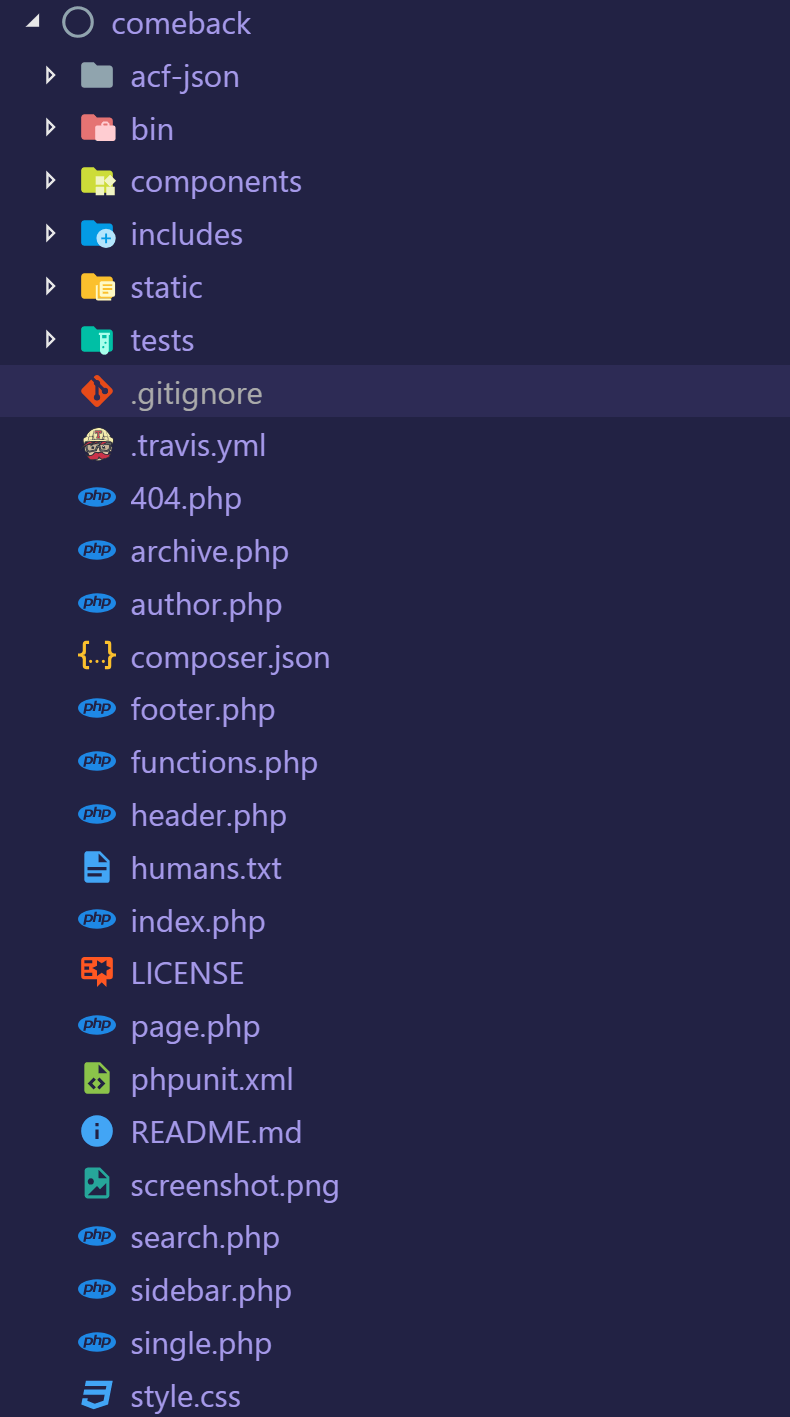 comeback
acf-json
bin
components
includes
static
tests
.gitignore
.travis.yml
php 404.php
php archive.php
php author.php
{...} composer.json
php footer.php
php functions.php
php header.php
humans.txt
php index.php
LICENSE
php page.php
phpunit.xml
README.md
screenshot.png
php search.php
php sidebar.php
php single.php
style.css